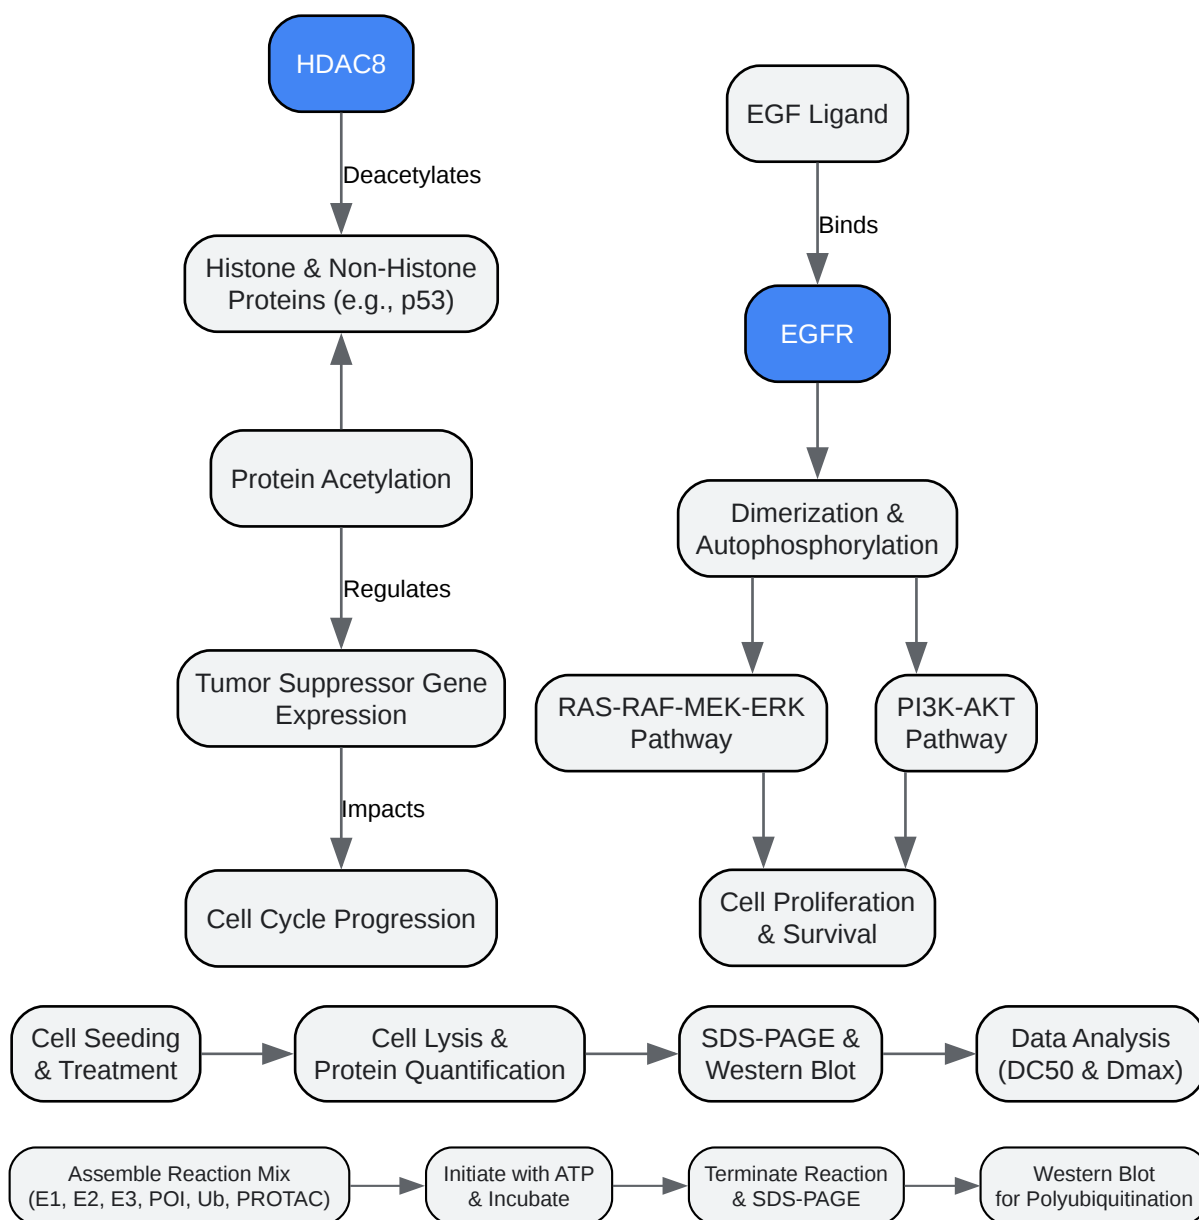 HDAC8
Deacetylates
Histone & Non-Histone
Proteins (e.g., p53)
Protein Acetylation
Regulates
Tumor Suppressor Gene
Expression
Impacts
Cell Cycle Progression
EGF Ligand
Binds
EGFR
Dimerization &
Autophosphorylation
RAS-RAF-MEK-ERK
Pathway
PI3K-AKT
Pathway
Cell Proliferation
& Survival
Cell Seeding
& Treatment
Cell Lysis &
Protein Quantification
SDS-PAGE &
Western Blot
Data Analysis
(DC50 & Dmax)
Assemble Reaction Mix
(E1, E2, E3, POI, Ub, PROTAC)
Initiate with ATP
& Incubate
Terminate Reaction
& SDS-PAGE
Western Blot
for Polyubiquitination